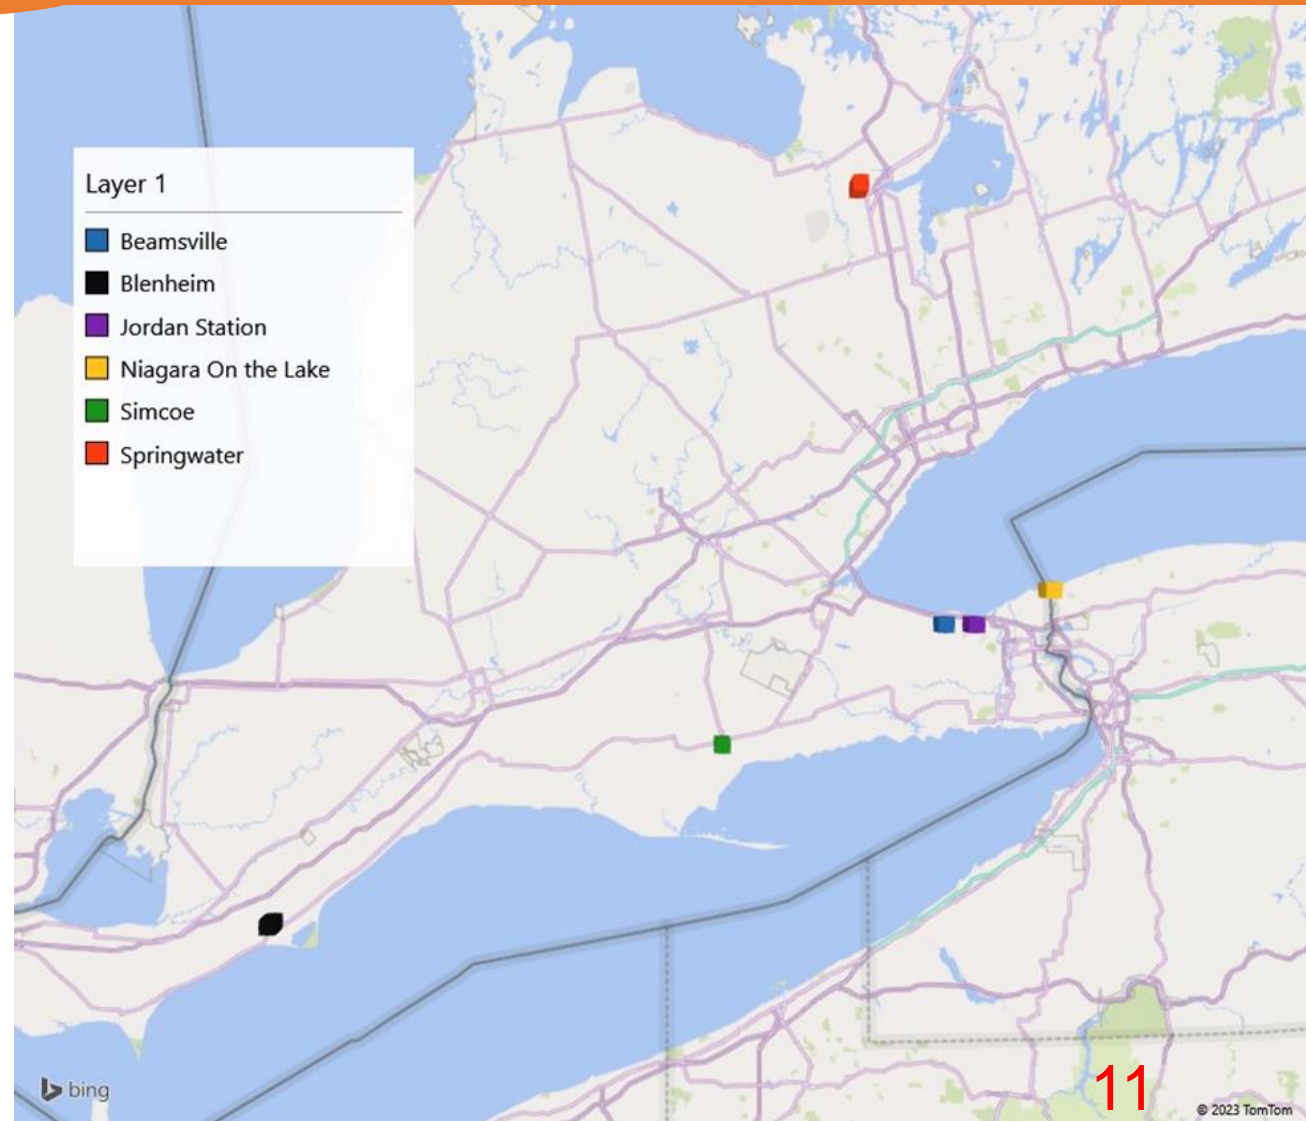 Layer 1
Beamsville
Blenheim
Jordan Station
Niagara On the Lake
Simcoe
Springwater
bing
11
© 2023 TomTom